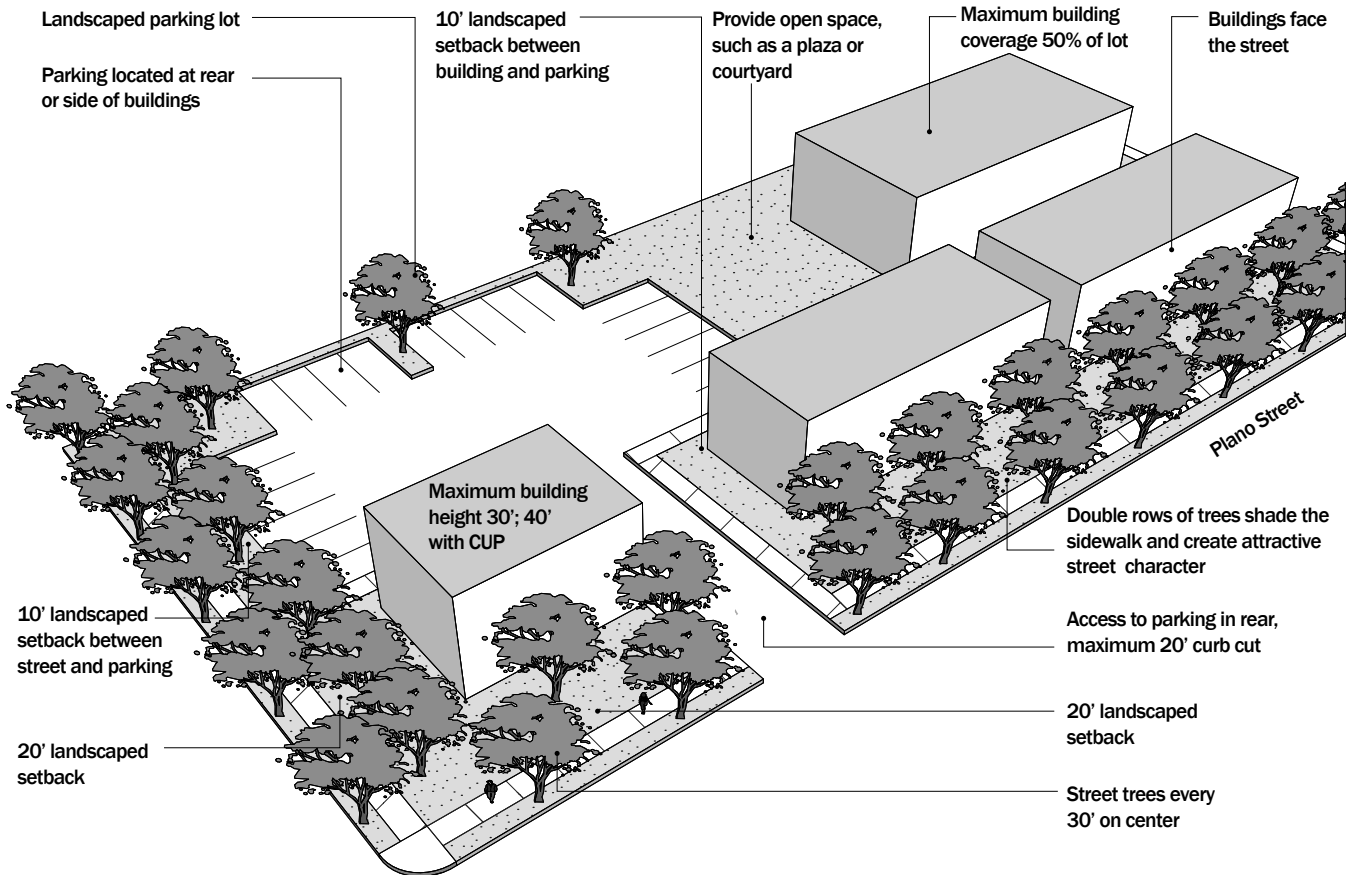 Landscaped parking lot
Parking located at rear
or side of buildings
10’ landscaped
setback between
building and parking
Provide open space,
such as a plaza or
courtyard
Maximum building
coverage 50% of lot
Buildings face
the street
Plano Street
Maximum building
height 30’; 40’
with CUP
Double rows of trees shade the
sidewalk and create attractive
street character
10’ landscaped
setback between
street and parking
Access to parking in rear,
maximum 20’ curb cut
20’ landscaped
setback
20’ landscaped
setback
Street trees every
30’ on center